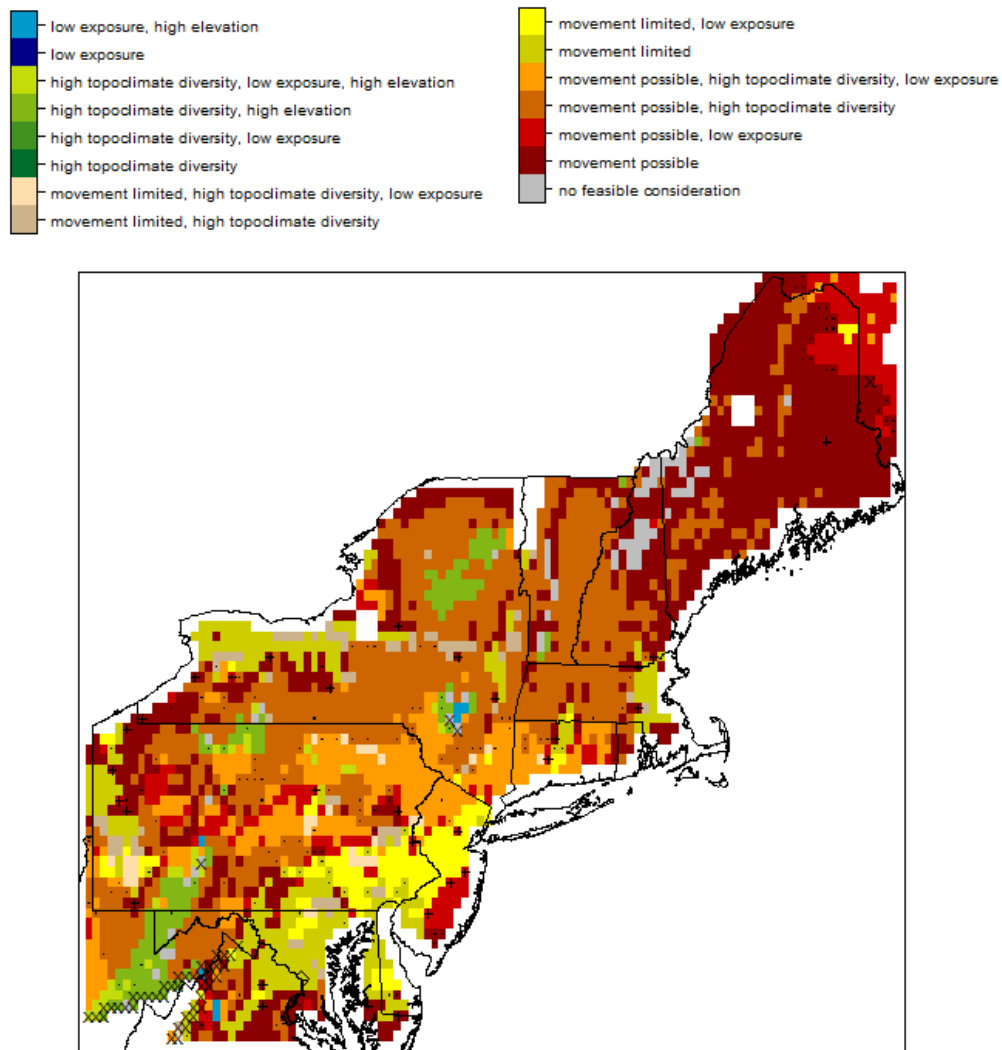 low exposure, high elevation
low exposure
high topoclimate diversity, low exposure, high elevation
high topoclimate diversity, high elevation
high topoclimate diversity, low exposure
high topoclimate diversity
movement limited, high topoclimate diversity, low exposure
movement limited, high topoclimate diversity
movement limited, low exposure
movement limited
movement possible, high topoclimate diversity, low exposure
movement possible, high topoclimate diversity
movement possible, low exposure
movement possible
no feasible consideration